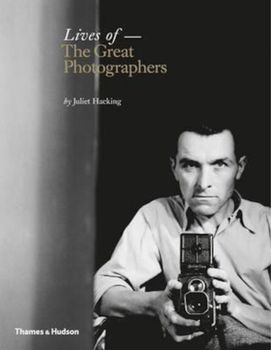 Lives of —
The Great
Photographers
by Juliet Hacking
Thames & Hudson